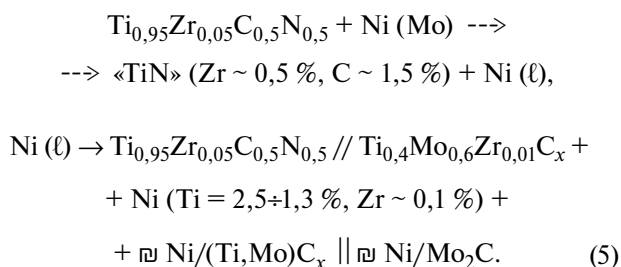 Ti₀,₉₅Zr₀,₀₅C₀,₅N₀,₅ + Ni (Mo) -->
--> «TiN» (Zr ~ 0,5 %, C ~ 1,5 %) + Ni (ℓ),
Ni (ℓ) → Ti₀,₉₅Zr₀,₀₅C₀,₅N₀,₅ // Ti₀,₄Mo₀,₆Zr₀,₀₁Cₓ +
+ Ni (Ti = 2,5÷1,3 %, Zr ~ 0,1 %) +
+ ₪ Ni/(Ti,Mo)Cₓ || ₪ Ni/Mo₂C. (5)